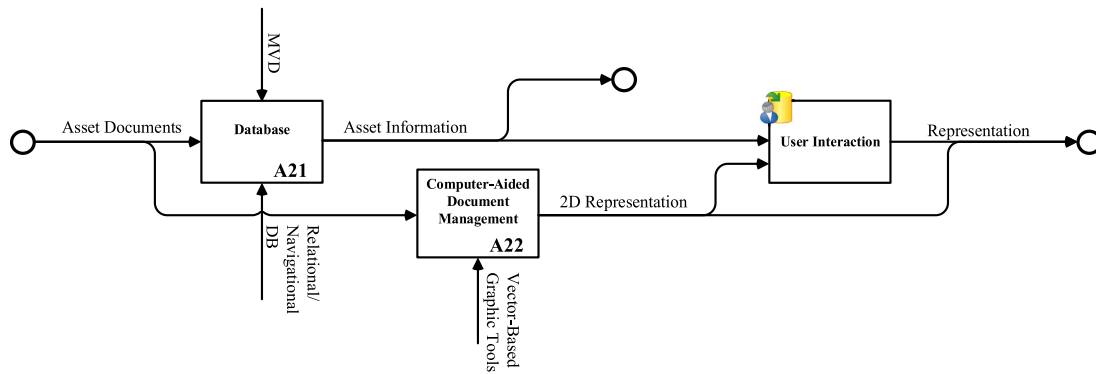 MVD
Asset Documents
Database
A21
Asset Information
Relational/
Navigational
DB
Computer-Aided
Document
Management
A22
2D Representation
Vector-Based
Graphic Tools
User Interaction
Representation